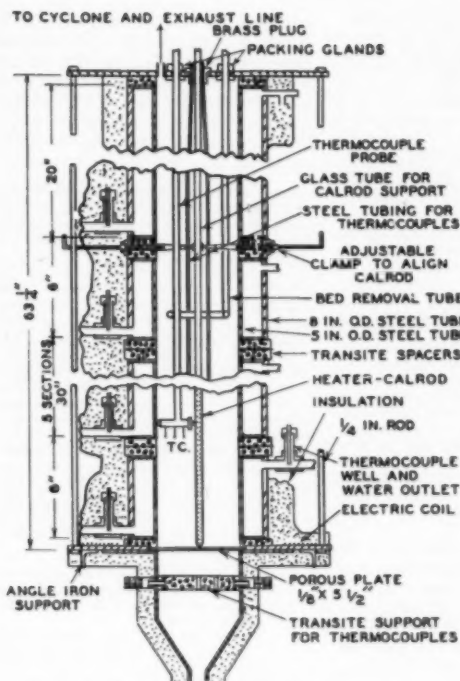 TO CYCLONE AND EXHAUST LINE
BRASS PLUG
PACKING GLANDS
THERMOCOUPLE
PROBE
GLASS TUBE FOR
CALROD SUPPORT
STEEL TUBING FOR
THERMOCOUPLES
ADJUSTABLE
CLAMP TO ALIGN
CALROD
BED REMOVAL TUBE
8 IN. O.D. STEEL TUBE
5 IN. O.D. STEEL TUBE
TRANSITE SPACERS
HEATER-CALROD
INSULATION
1/4 IN. ROD
THERMOCOUPLE
WELL AND
WATER OUTLET
ELECTRIC COIL
POROUS PLATE
1/8" X 5 1/2"
TRANSITE SUPPORT
FOR THERMOCOUPLES
20"
6"
63 1/2"
5 SECTIONS
30"
6"
T.C.
ANGLE IRON
SUPPORT